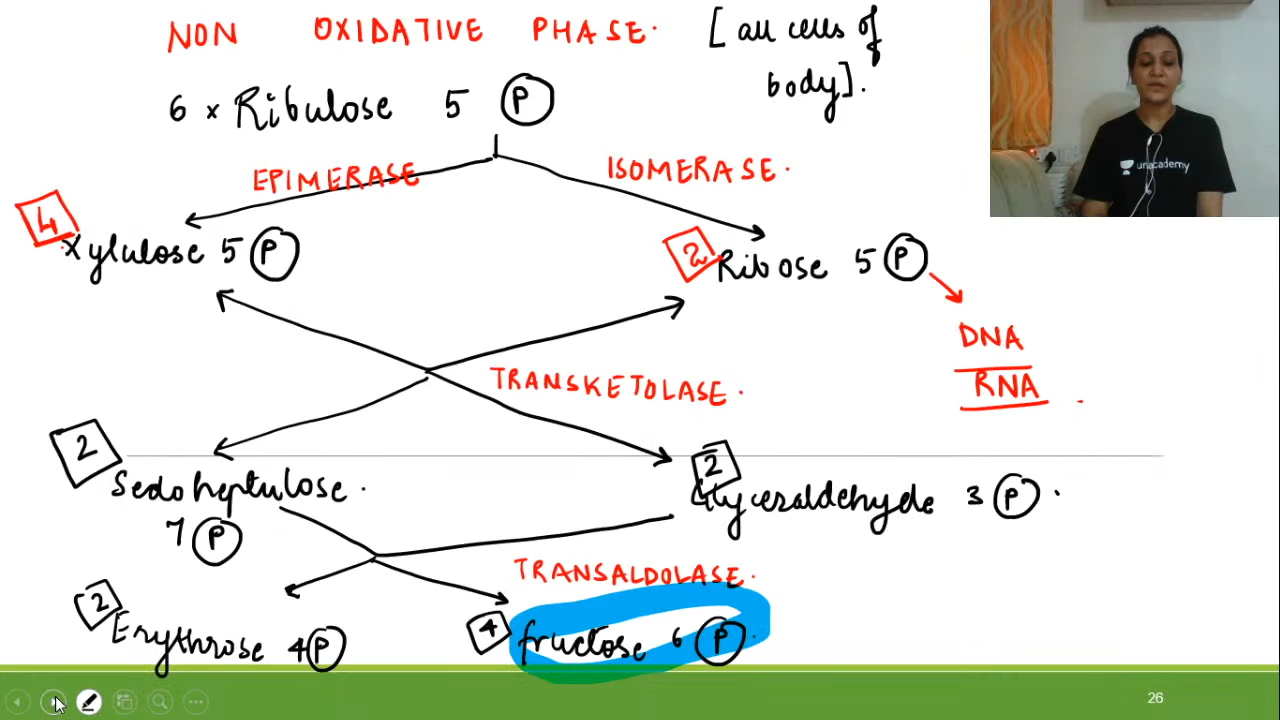 NON OXIDATIVE PHASE. [all cells of
body].
6 x Ribulose 5 P
EPIMERASE
ISOMERASE.
4
Xylulose 5 P
2
Ribose 5 P
DNA
RNA
TRANSKETOLASE.
2
Sedoheptulose.
7 P
2
Glyceraldehyde 3 P.
TRANSALDOLASE.
2
Erythrose 4 P
4
fructose 6 P.
unacademy
26